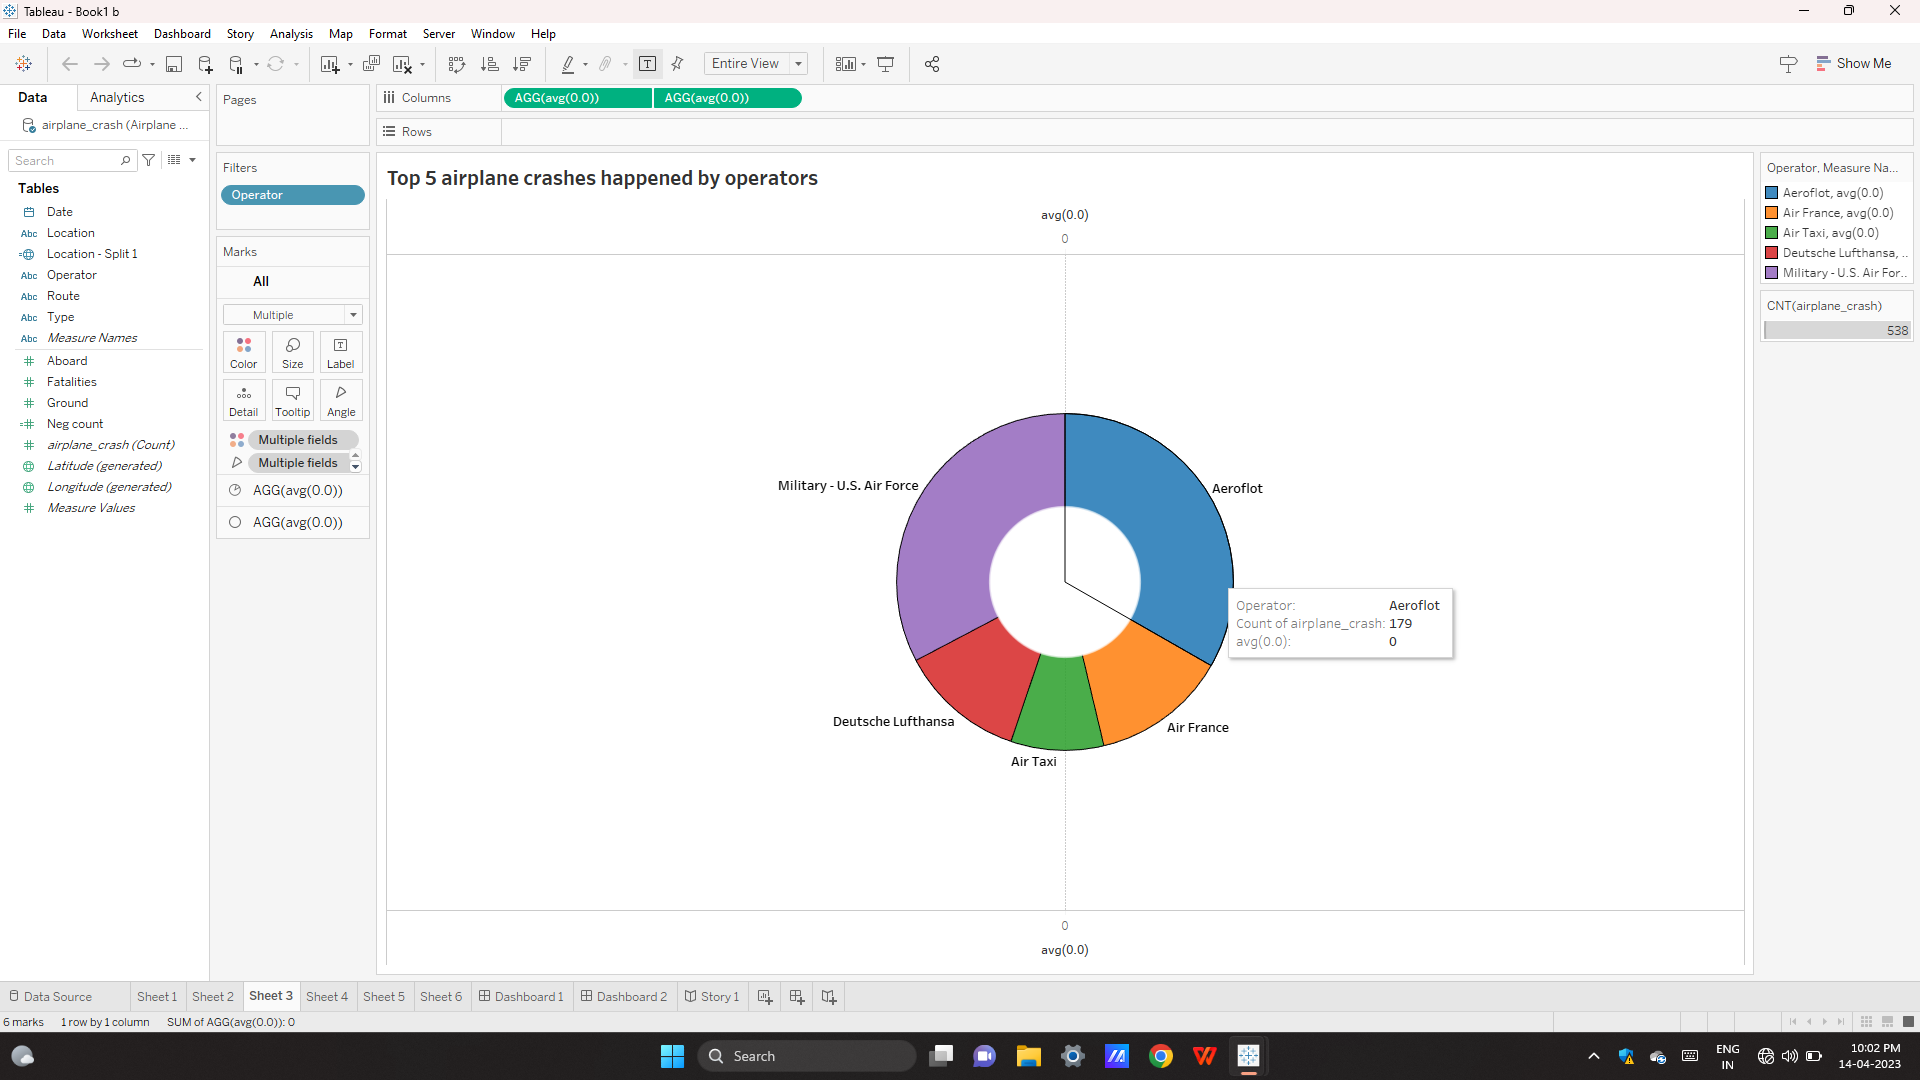 Tableau - Book1 b
File Data Worksheet Dashboard Story Analysis Map Format Server Window Help
Entire View
Show Me
Data Analytics
airplane_crash (Airplane ...
Search
Tables
Date
Abc Location
Location - Split 1
Abc Operator
Abc Route
Abc Type
Abc Measure Names
Aboard
Fatalities
Ground
Neg count
airplane_crash (Count)
Latitude (generated)
Longitude (generated)
Measure Values
Pages
Filters
Operator
Marks
All
Multiple
Color Size Label
Detail Tooltip Angle
Multiple fields
Multiple fields
AGG(avg(0.0))
AGG(avg(0.0))
Columns AGG(avg(0.0)) AGG(avg(0.0))
Rows
Top 5 airplane crashes happened by operators
avg(0.0)
0
Military - U.S. Air Force
Aeroflot
Operator: Aeroflot
Count of airplane_crash: 179
avg(0.0): 0
Deutsche Lufthansa
Air France
Air Taxi
0
avg(0.0)
Operator, Measure Na...
Aeroflot, avg(0.0)
Air France, avg(0.0)
Air Taxi, avg(0.0)
Deutsche Lufthansa, ..
Military - U.S. Air For..
CNT(airplane_crash)
538
Data Source Sheet 1 Sheet 2 Sheet 3 Sheet 4 Sheet 5 Sheet 6 Dashboard 1 Dashboard 2 Story 1
6 marks 1 row by 1 column SUM of AGG(avg(0.0)): 0
Search
ENG
IN
10:02 PM
14-04-2023